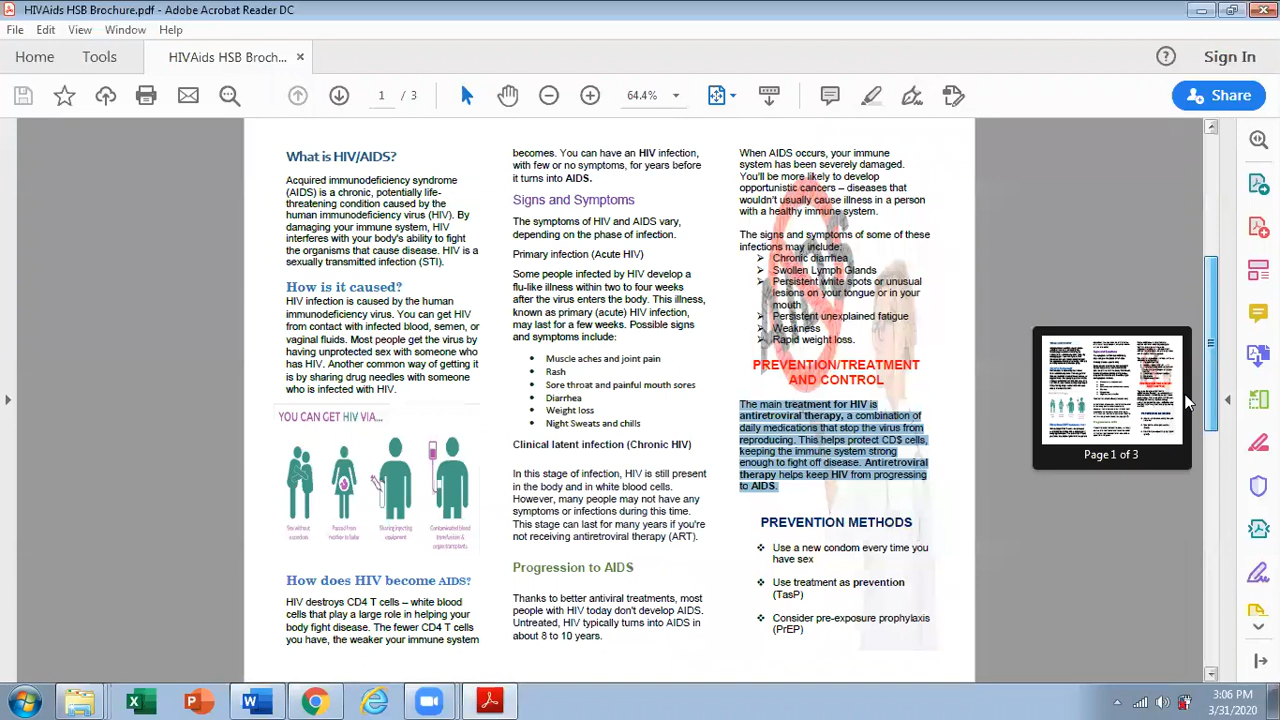 HIVAids HSB Brochure.pdf - Adobe Acrobat Reader DC
File Edit View Window Help
Home Tools HIVAids HSB Broch... × Sign In
1 / 3 64.4% Share
What is HIV/AIDS?
Acquired immunodeficiency syndrome
(AIDS) is a chronic, potentially life-
threatening condition caused by the
human immunodeficiency virus (HIV). By
damaging your immune system, HIV
interferes with your body's ability to fight
the organisms that cause disease. HIV is a
sexually transmitted infection (STI).
How is it caused?
HIV infection is caused by the human
immunodeficiency virus. You can get HIV
from contact with infected blood, semen, or
vaginal fluids. Most people get the virus by
having unprotected sex with someone who
has HIV. Another common way of getting it
is by sharing drug needles with someone
who is infected with HIV.
YOU CAN GET HIV VIA...
Sex without
a condom
Passed from
mother to baby
Sharing injecting
equipment
Contaminated blood
transfusions &
organ transplants
How does HIV become AIDS?
HIV destroys CD4 T cells – white blood
cells that play a large role in helping your
body fight disease. The fewer CD4 T cells
you have, the weaker your immune system
becomes. You can have an HIV infection,
with few or no symptoms, for years before
it turns into AIDS.
Signs and Symptoms
The symptoms of HIV and AIDS vary,
depending on the phase of infection.
Primary infection (Acute HIV)
Some people infected by HIV develop a
flu-like illness within two to four weeks
after the virus enters the body. This illness,
known as primary (acute) HIV infection,
may last for a few weeks. Possible signs
and symptoms include:
• Muscle aches and joint pain
• Rash
• Sore throat and painful mouth sores
• Diarrhea
• Weight loss
• Night Sweats and chills
Clinical latent infection (Chronic HIV)
In this stage of infection, HIV is still present
in the body and in white blood cells.
However, many people may not have any
symptoms or infections during this time.
This stage can last for many years if you're
not receiving antiretroviral therapy (ART).
Progression to AIDS
Thanks to better antiviral treatments, most
people with HIV today don't develop AIDS.
Untreated, HIV typically turns into AIDS in
about 8 to 10 years.
When AIDS occurs, your immune
system has been severely damaged.
You'll be more likely to develop
opportunistic cancers – diseases that
wouldn't usually cause illness in a person
with a healthy immune system.
The signs and symptoms of some of these
infections may include:
➢ Chronic diarrhea
➢ Swollen Lymph Glands
➢ Persistent white spots or unusual
lesions on your tongue or in your
mouth
➢ Persistent unexplained fatigue
➢ Weakness
➢ Rapid weight loss.
PREVENTION/TREATMENT
AND CONTROL
The main treatment for HIV is
antiretroviral therapy, a combination of
daily medications that stop the virus from
reproducing. This helps protect CD$ cells,
keeping the immune system strong
enough to fight off disease. Antiretroviral
therapy helps keep HIV from progressing
to AIDS.
PREVENTION METHODS
❖ Use a new condom every time you
have sex
❖ Use treatment as prevention
(TasP)
❖ Consider pre-exposure prophylaxis
(PrEP)
Page 1 of 3
3:06 PM
3/31/2020